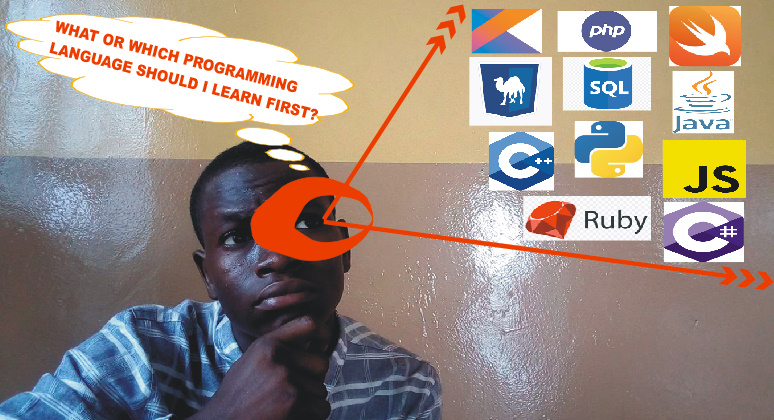 WHAT OR WHICH PROGRAMMING
LANGUAGE SHOULD I LEARN FIRST?
php
SQL
Java
C++
JS
Ruby
C#